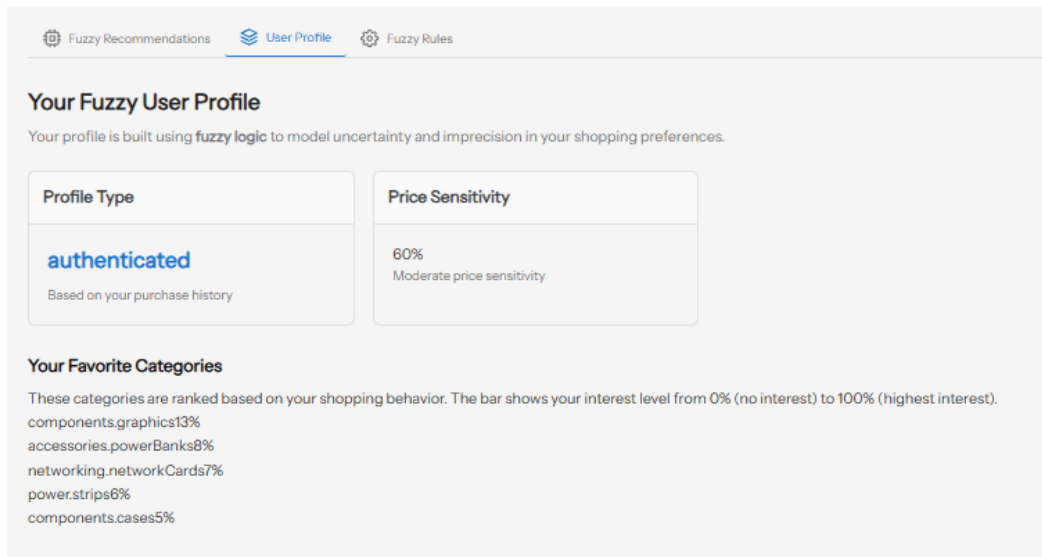 Fuzzy Recommendations User Profile Fuzzy Rules
Your Fuzzy User Profile
Your profile is built using fuzzy logic to model uncertainty and imprecision in your shopping preferences.
Profile Type
authenticated
Based on your purchase history
Price Sensitivity
60%
Moderate price sensitivity
Your Favorite Categories
These categories are ranked based on your shopping behavior. The bar shows your interest level from 0% (no interest) to 100% (highest interest).
components.graphics13%
accessories.powerBanks8%
networking.networkCards7%
power.strips6%
components.cases5%